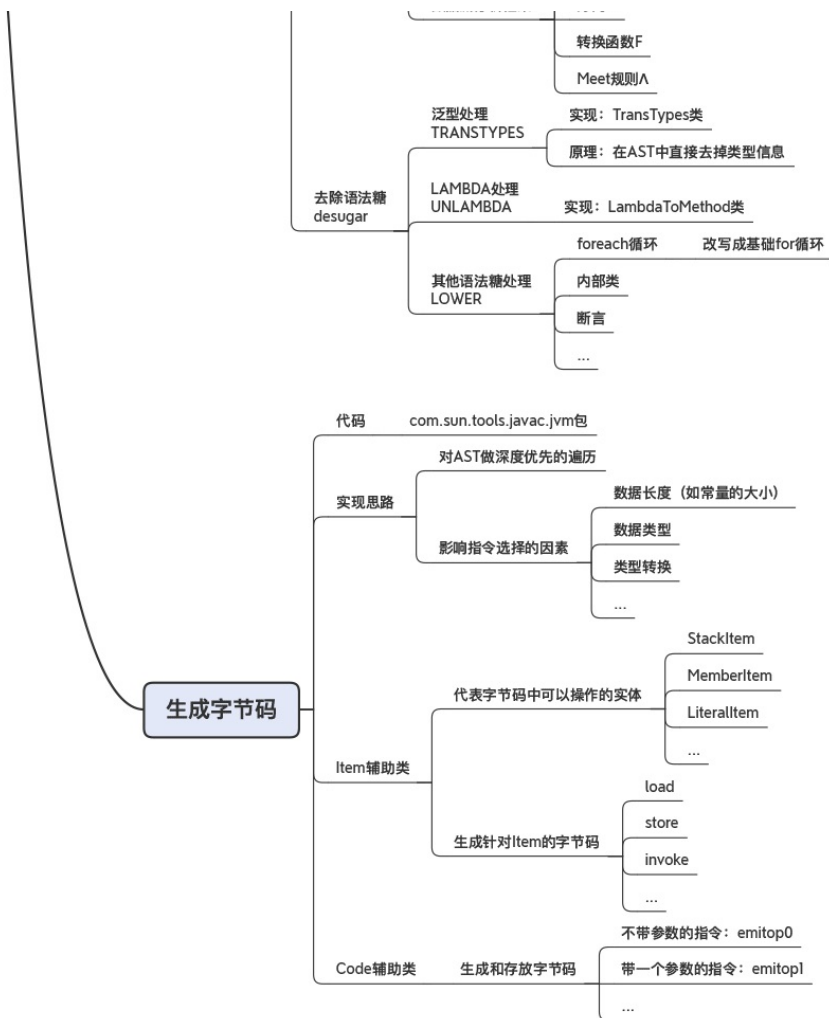 转换函数F
Meet规则Λ
泛型处理
TRANSTYPES
实现：TransTypes类
原理：在AST中直接去掉类型信息
去除语法糖
desugar
LAMBDA处理
UNLAMBDA
实现：LambdaToMethod类
其他语法糖处理
LOWER
foreach循环
改写成基础for循环
内部类
断言
...
生成字节码
代码
com.sun.tools.javac.jvm包
实现思路
对AST做深度优先的遍历
影响指令选择的因素
数据长度（如常量的大小）
数据类型
类型转换
...
Item辅助类
代表字节码中可以操作的实体
StackItem
MemberItem
LiteralItem
...
生成针对Item的字节码
load
store
invoke
...
Code辅助类
生成和存放字节码
不带参数的指令：emitop0
带一个参数的指令：emitop1
...